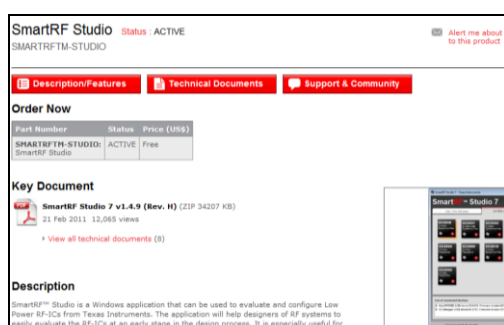 SmartRF Studio Status : ACTIVE
SMARTRFTM-STUDIO
Alert me about
to this product
Description/Features Technical Documents Support & Community
Order Now
Part Number Status Price (US$)
SMARTRFTM-STUDIO: ACTIVE Free
SmartRF Studio
Key Document
SmartRF Studio 7 v1.4.9 (Rev. H) (ZIP 34207 KB)
21 Feb 2011 12,065 views
View all technical documents (8)
SmartRF™ Studio 7
Description
SmartRF™ Studio is a Windows application that can be used to evaluate and configure Low
Power RF-ICs from Texas Instruments. The application will help designers of RF systems to
easily evaluate the RF-ICs at an early stage in the design process. It is especially useful for